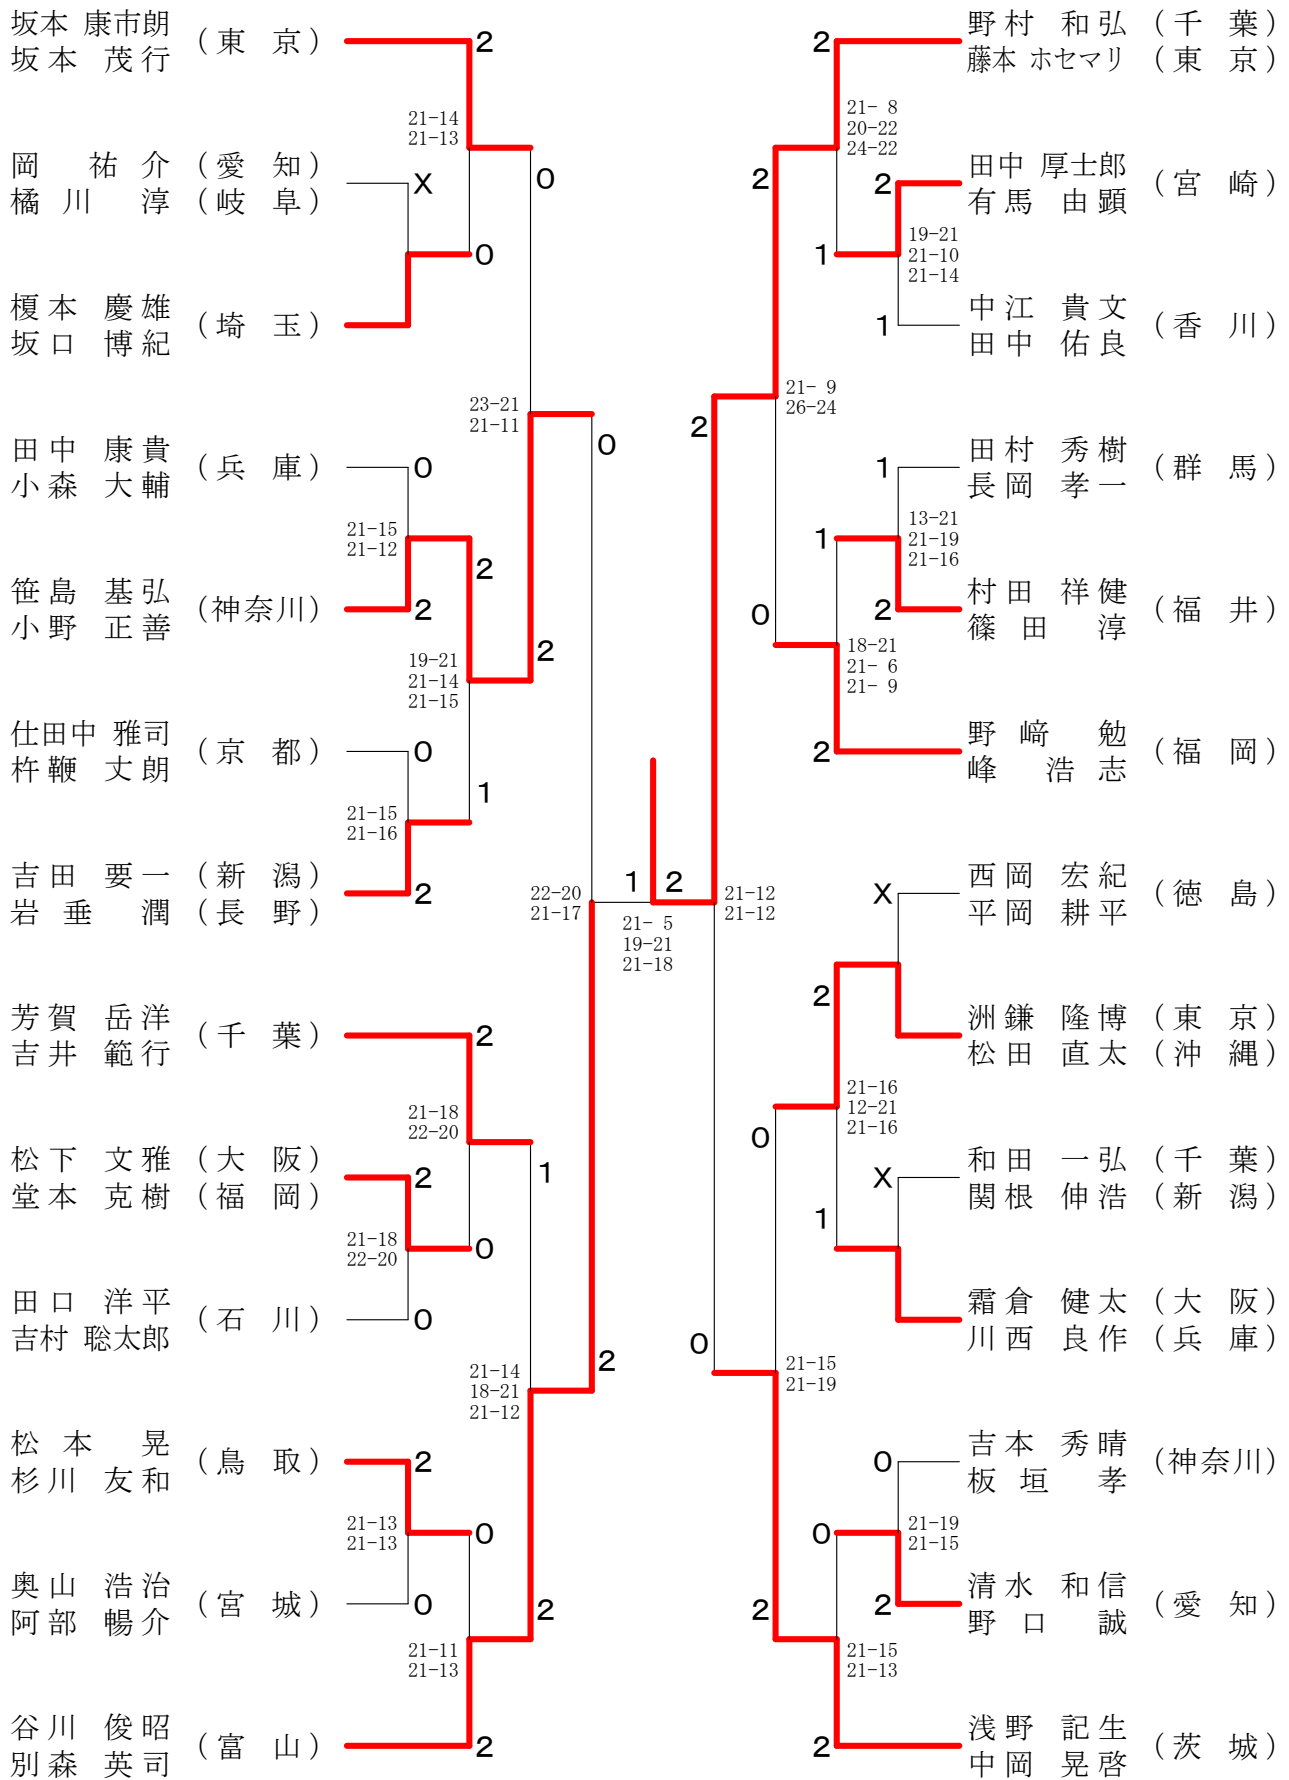 坂本 康市朗
坂本 茂行
(東 京)
2
21-14
21-13
岡 祐介 (愛 知)
橘川 淳 (岐 阜)
X
0
0
榎本 慶雄
坂口 博紀
(埼 玉)
23-21
21-11
0
田中 康貴
小森 大輔
(兵 庫)
0
21-15
21-12
2
笹島 基弘
小野 正善
(神奈川)
2
2
19-21
21-14
21-15
仕田中 雅司
杵鞭 丈朗
(京 都)
0
1
21-15
21-16
吉田 要一 (新 潟)
岩垂 潤 (長 野)
2
22-20
21-17
1
2
21- 5
19-21
21-18
芳賀 岳洋
吉井 範行
(千 葉)
2
21-18
22-20
松下 文雅 (大 阪)
堂本 克樹 (福 岡)
2
1
21-18
22-20
0
田口 洋平
吉村 聡太郎
(石 川)
0
21-14
18-21
21-12
2
松本 晃
杉川 友和
(鳥 取)
2
21-13
21-13
0
奥山 浩治
阿部 暢介
(宮 城)
0
2
21-11
21-13
谷川 俊昭
別森 英司
(富 山)
2
2
野村 和弘 (千 葉)
藤本 ホセマリ (東 京)
21- 8
20-22
24-22
2
2
田中 厚士郎
有馬 由顕
(宮 崎)
1
19-21
21-10
21-14
1
中江 貴文
田中 佑良
(香 川)
21- 9
26-24
2
1
田村 秀樹
長岡 孝一
(群 馬)
13-21
21-19
21-16
1
0
2
村田 祥健
篠田 淳
(福 井)
18-21
21- 6
21- 9
2
野﨑 勉
峰 浩志
(福 岡)
21-12
21-12
X
西岡 宏紀
平岡 耕平
(徳 島)
2
洲鎌 隆博 (東 京)
松田 直太 (沖 縄)
21-16
12-21
21-16
0
X
和田 一弘 (千 葉)
関根 伸浩 (新 潟)
1
霜倉 健太 (大 阪)
川西 良作 (兵 庫)
0
21-15
21-19
0
吉本 秀晴
板垣 孝
(神奈川)
0
21-19
21-15
2
2
清水 和信
野口 誠
(愛 知)
21-15
21-13
2
浅野 記生
中岡 晃啓
(茨 城)